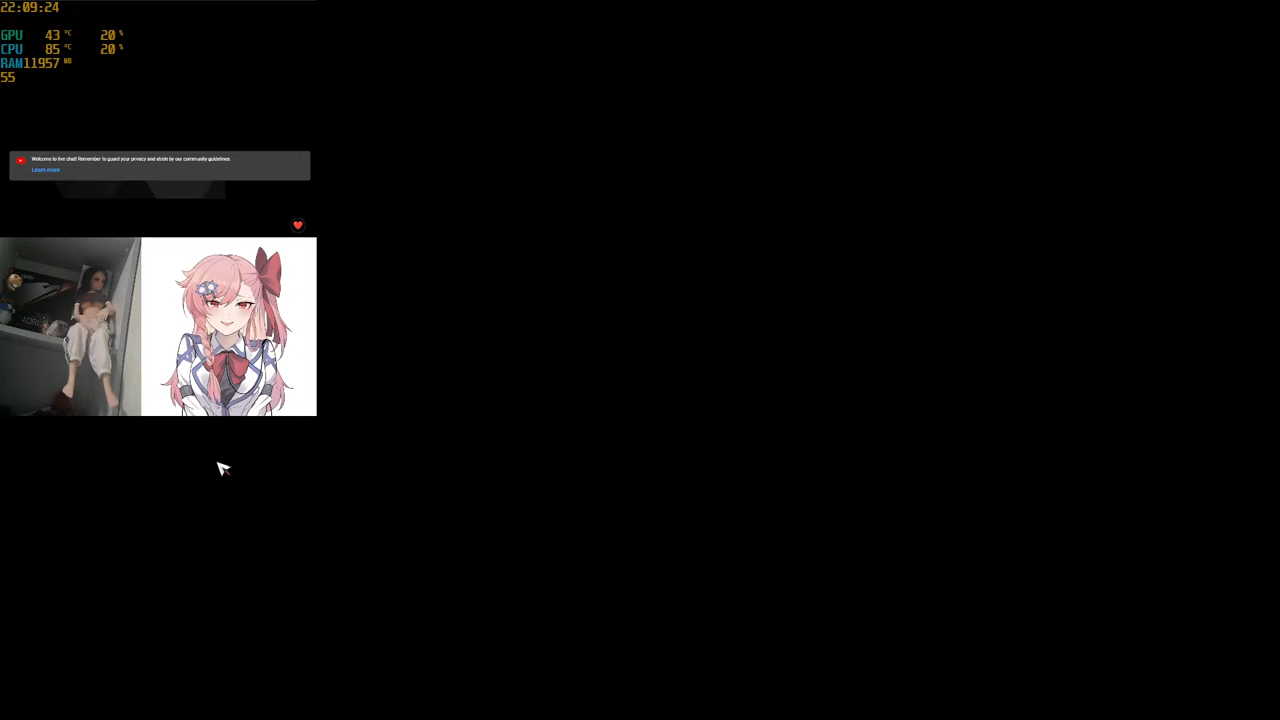 22:09:24
GPU 43 °C 20 %
CPU 85 °C 20 %
RAM 11957 MB
55
Welcome to live chat! Remember to guard your privacy and abide by our community guidelines.
Learn more